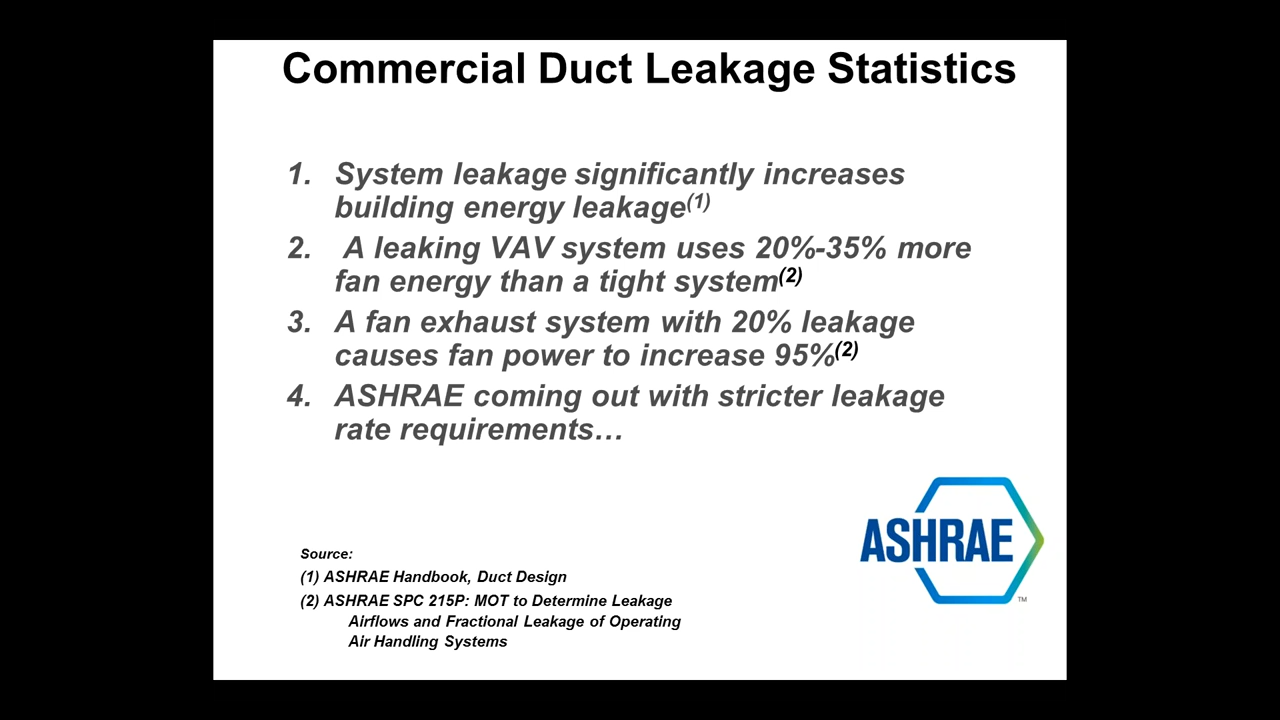 Commercial Duct Leakage Statistics
1. System leakage significantly increases
building energy leakage(1)
2. A leaking VAV system uses 20%-35% more
fan energy than a tight system(2)
3. A fan exhaust system with 20% leakage
causes fan power to increase 95%(2)
4. ASHRAE coming out with stricter leakage
rate requirements…
ASHRAE
TM
Source:
(1) ASHRAE Handbook, Duct Design
(2) ASHRAE SPC 215P: MOT to Determine Leakage
Airflows and Fractional Leakage of Operating
Air Handling Systems